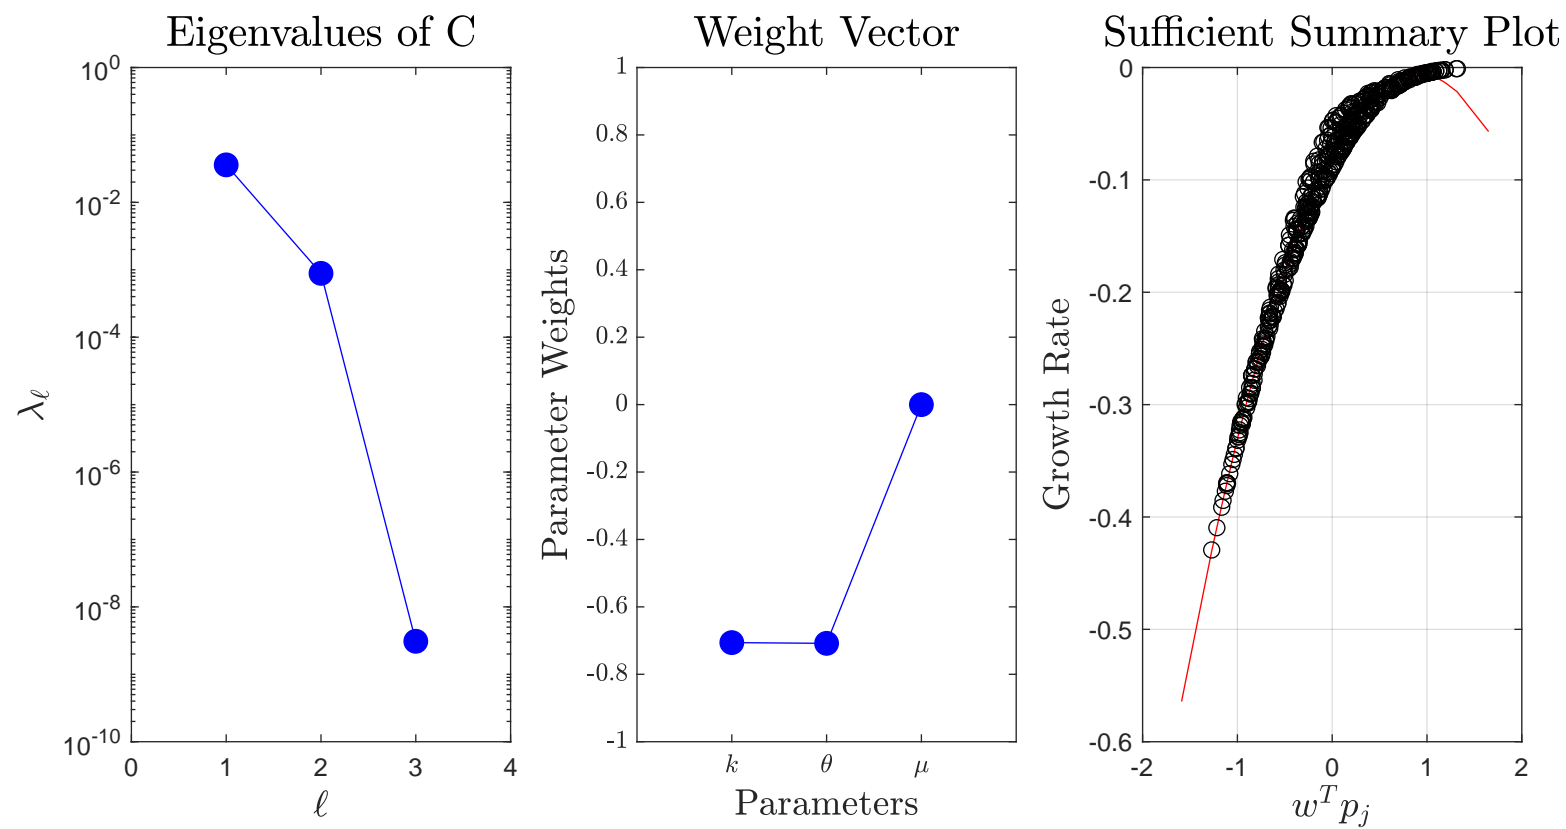 Eigenvalues of C
10^0
10^-2
10^-4
10^-6
10^-8
10^-10
λ_ℓ
0 1 2 3 4
ℓ
Weight Vector
1
0.8
0.6
0.4
0.2
0
-0.2
-0.4
-0.6
-0.8
-1
Parameter Weights
k θ μ
Parameters
Sufficient Summary Plot
0
-0.1
-0.2
-0.3
-0.4
-0.5
-0.6
Growth Rate
-2 -1 0 1 2
w^T p_j